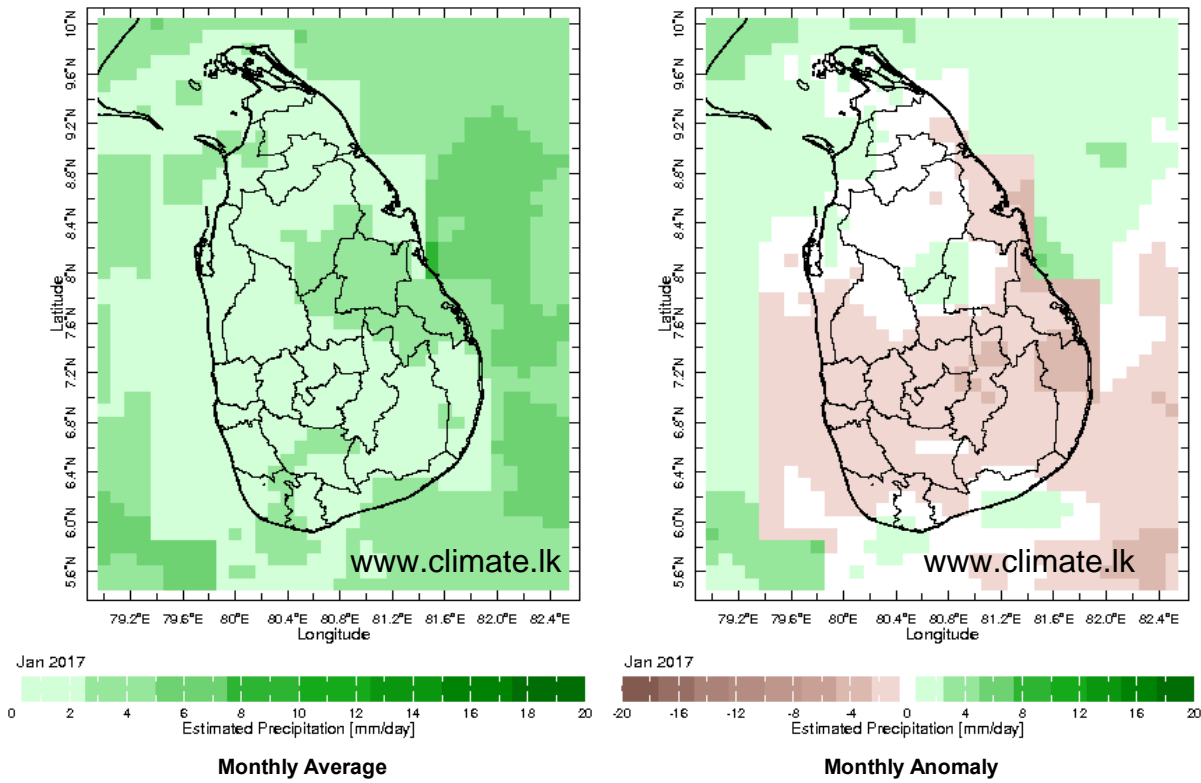 10°N
9.6°N
9.2°N
8.8°N
8.4°N
8°N
7.6°N
7.2°N
6.8°N
6.4°N
6.0°N
5.6°N
Latitude
www.climate.lk
79.2°E 79.6°E 80°E 80.4°E 80.8°E 81.2°E 81.6°E 82.0°E 82.4°E
Longitude
Jan 2017
0 2 4 6 8 10 12 14 16 18 20
Estimated Precipitation [mm/day]
Monthly Average
10°N
9.6°N
9.2°N
8.8°N
8.4°N
8°N
7.6°N
7.2°N
6.8°N
6.4°N
6.0°N
5.6°N
Latitude
www.climate.lk
79.2°E 79.6°E 80°E 80.4°E 80.8°E 81.2°E 81.6°E 82.0°E 82.4°E
Longitude
Jan 2017
-20 -16 -12 -8 -4 0 4 8 12 16 20
Estimated Precipitation [mm/day]
Monthly Anomaly